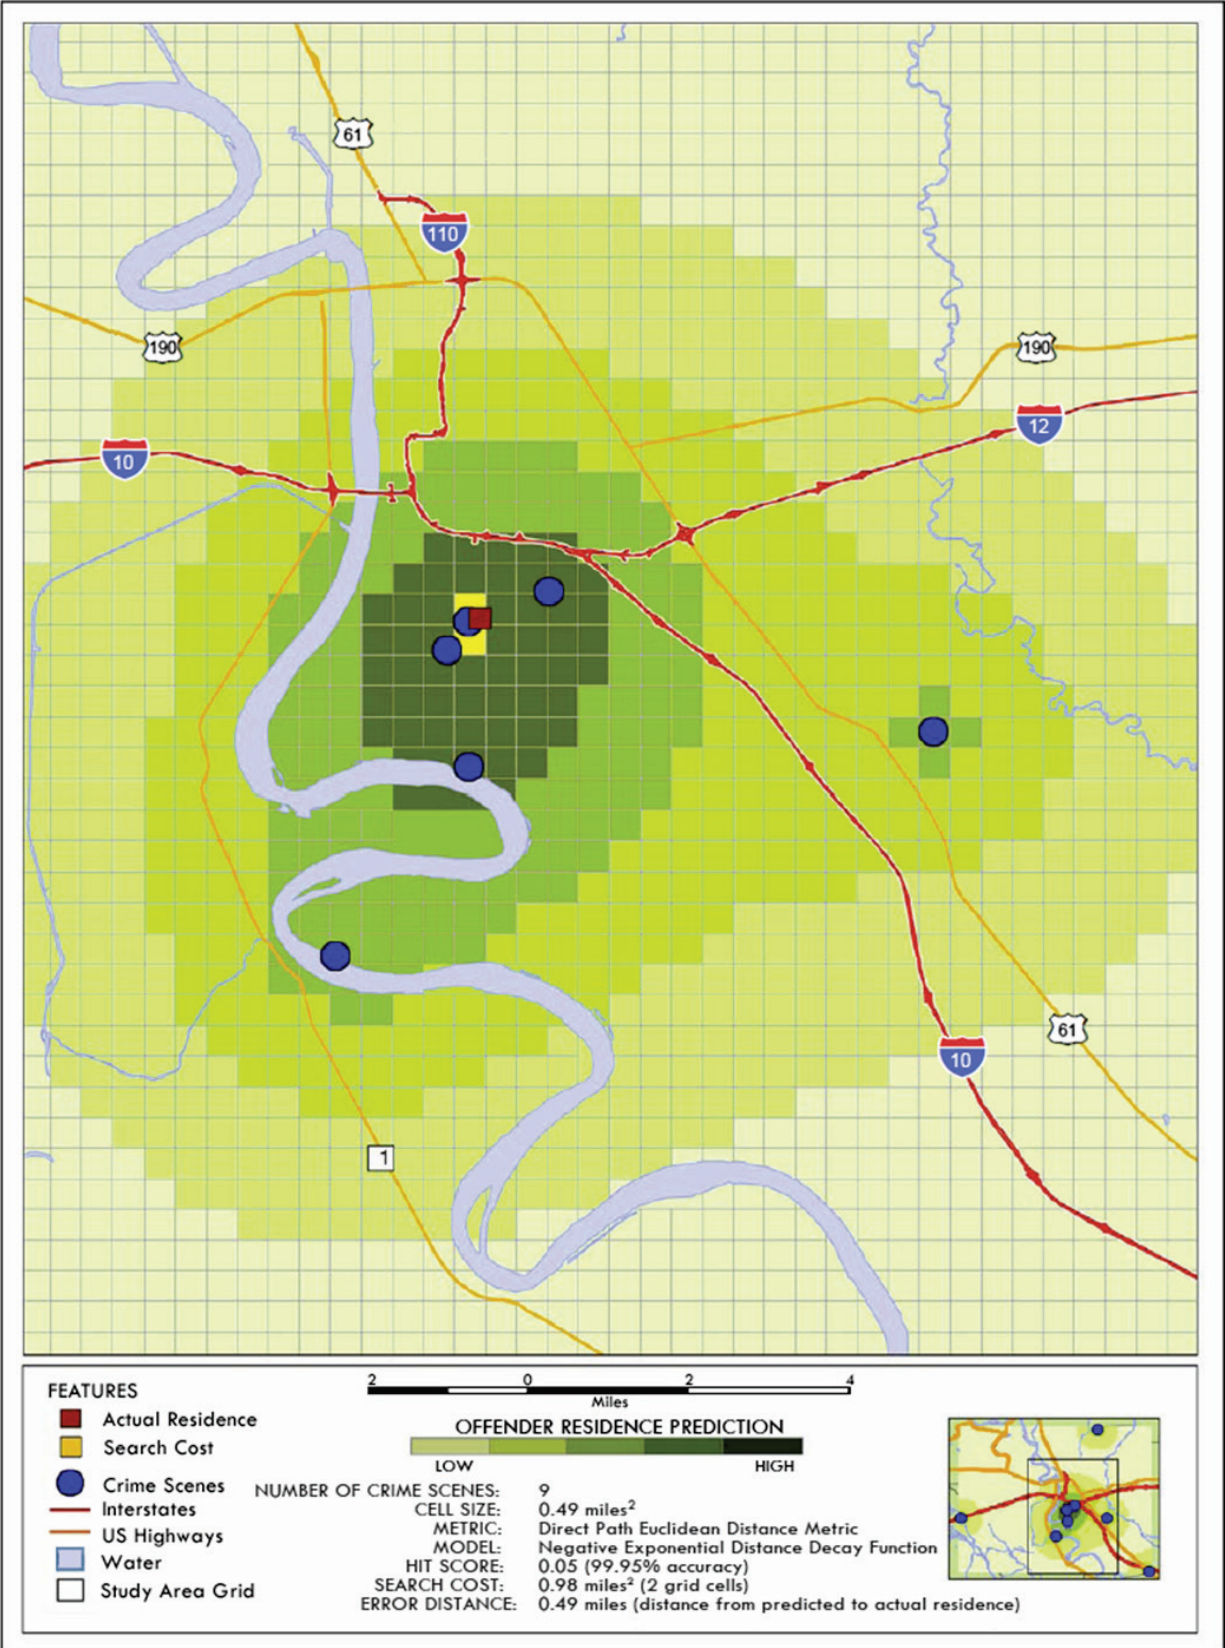 61
110
190
190
12
10
61
10
1
FEATURES
Actual Residence
Search Cost
Crime Scenes
Interstates
US Highways
Water
Study Area Grid
2 0 2 4
Miles
OFFENDER RESIDENCE PREDICTION
LOW HIGH
NUMBER OF CRIME SCENES: 9
CELL SIZE: 0.49 miles²
METRIC: Direct Path Euclidean Distance Metric
MODEL: Negative Exponential Distance Decay Function
HIT SCORE: 0.05 (99.95% accuracy)
SEARCH COST: 0.98 miles² (2 grid cells)
ERROR DISTANCE: 0.49 miles (distance from predicted to actual residence)